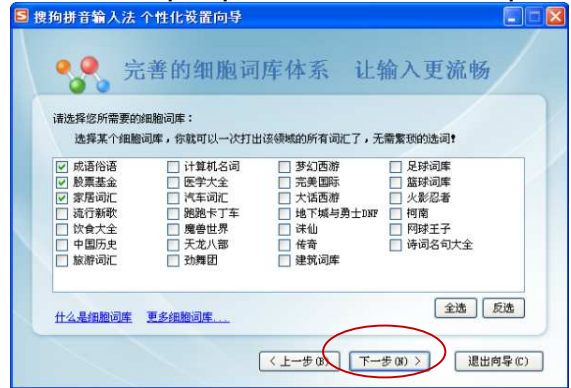 搜狗拼音输入法 个性化设置向导
完善的细胞词库体系 让输入更流畅
请选择您所需要的细胞词库：
选择某个细胞词库，你就可以一次打出该领域的所有词汇了，无需繁琐的选词！
成语俗语 计算机名词 梦幻西游 足球词库
股票基金 医学大全 完美国际 篮球词库
家居词汇 汽车词汇 大话西游 火影忍者
流行新歌 跑跑卡丁车 地下城与勇士DNF 柯南
饮食大全 魔兽世界 诛仙 网球王子
中国历史 天龙八部 传奇 诗词名句大全
旅游词汇 劲舞团 建筑词库
全选 反选
什么是细胞词库 更多细胞词库...
<上一步(B) 下一步(N)> 退出向导(C)